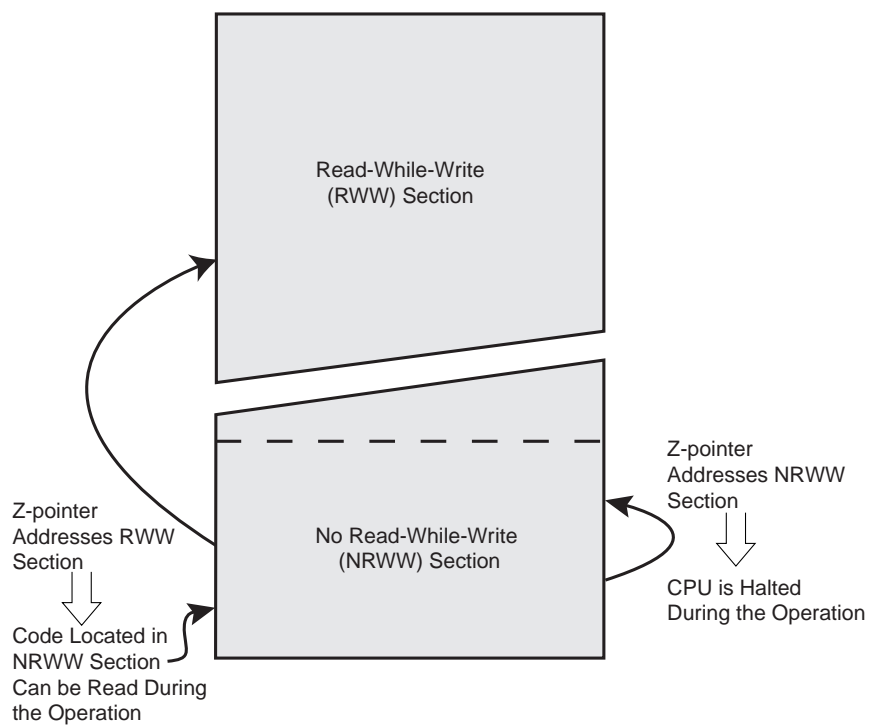 Read-While-Write
(RWW) Section
Z-pointer
Addresses NRWW
Section
Z-pointer
Addresses RWW
Section
No Read-While-Write
(NRWW) Section
CPU is Halted
During the Operation
Code Located in
NRWW Section
Can be Read During
the Operation